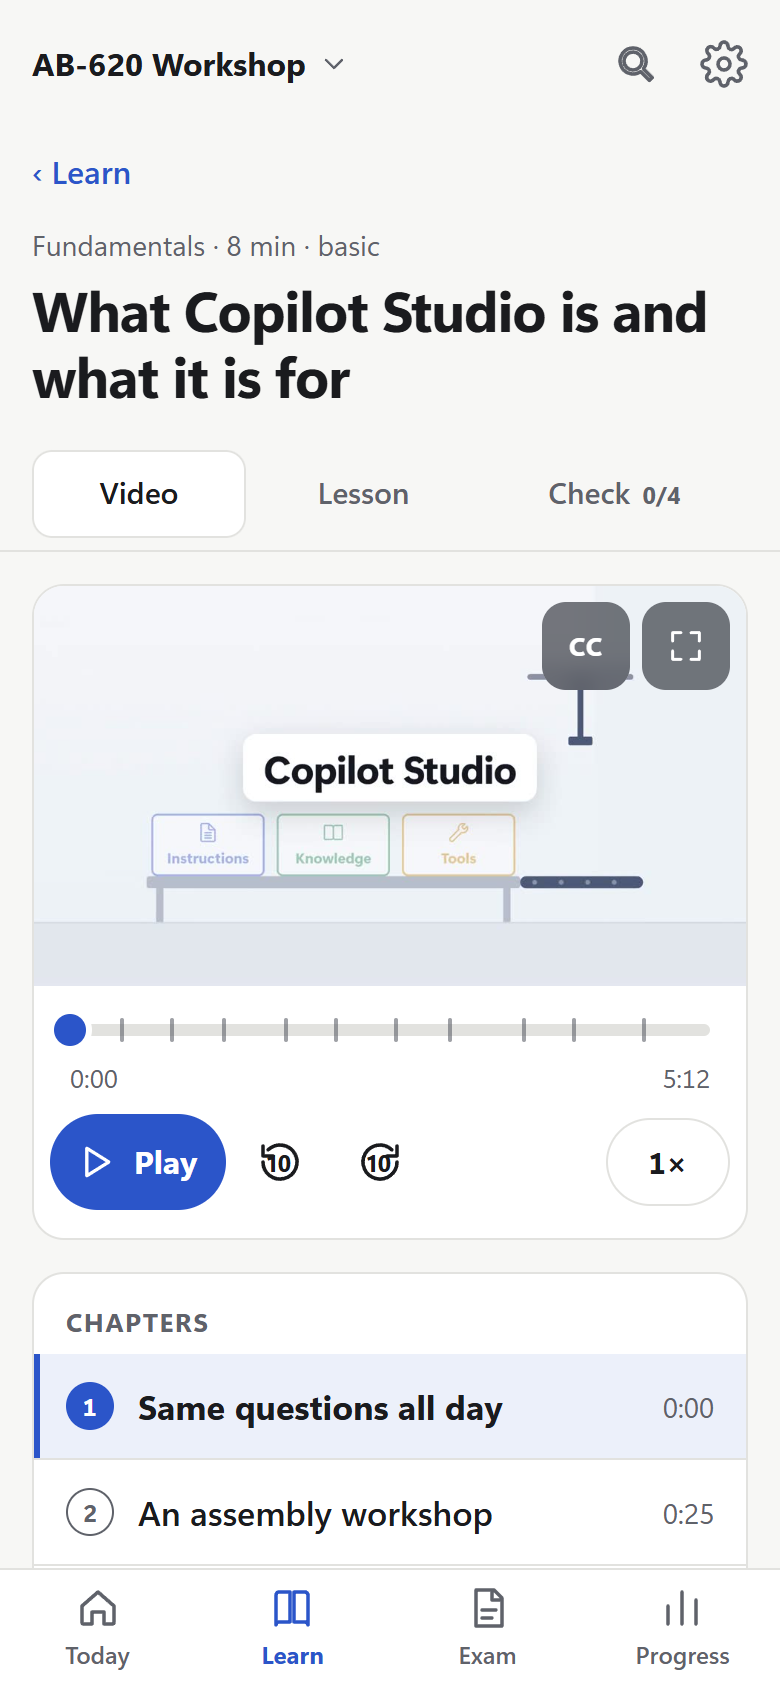 AB-620 Workshop
‹ Learn
Fundamentals · 8 min · basic
What Copilot Studio is and
what it is for
Video
Lesson
Check 0/4
CC
Copilot Studio
Instructions
Knowledge
Tools
0:00
5:12
Play
10
10
1×
CHAPTERS
1 Same questions all day 0:00
2 An assembly workshop 0:25
Today
Learn
Exam
Progress